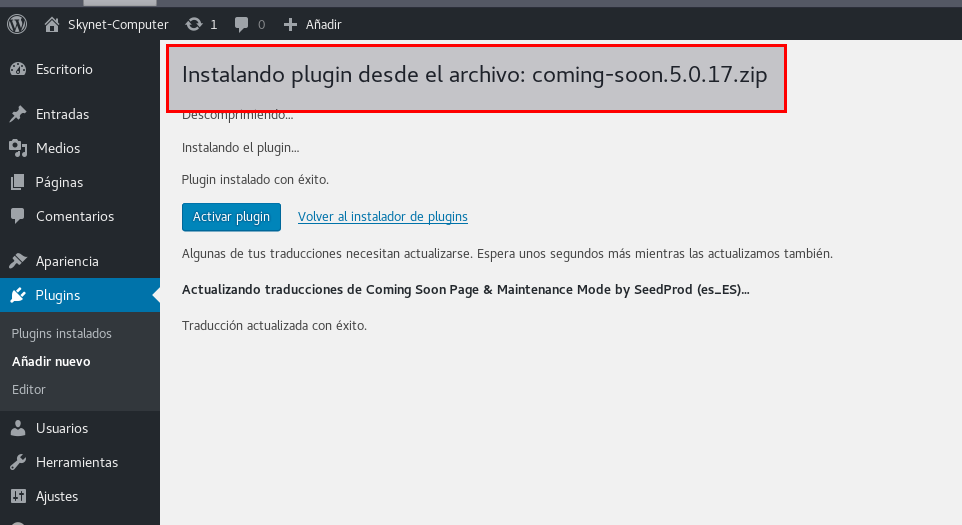 Skynet-Computer 1 0 Añadir
Escritorio
Entradas
Medios
Páginas
Comentarios
Apariencia
Plugins
Plugins instalados
Añadir nuevo
Editor
Usuarios
Herramientas
Ajustes
Instalando plugin desde el archivo: coming-soon.5.0.17.zip
Descomprimiendo...
Instalando el plugin...
Plugin instalado con éxito.
Activar plugin Volver al instalador de plugins
Algunas de tus traducciones necesitan actualizarse. Espera unos segundos más mientras las actualizamos también.
Actualizando traducciones de Coming Soon Page & Maintenance Mode by SeedProd (es_ES)...
Traducción actualizada con éxito.